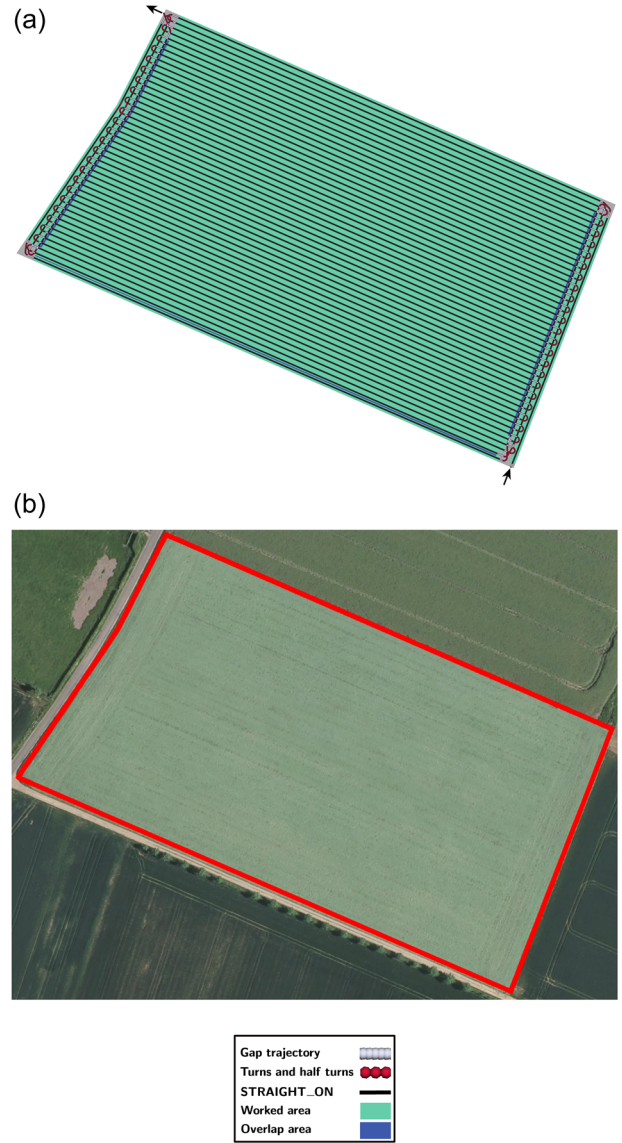 (a)
(b)
Gap trajectory
Turns and half turns
STRAIGHT_ON
Worked area
Overlap area